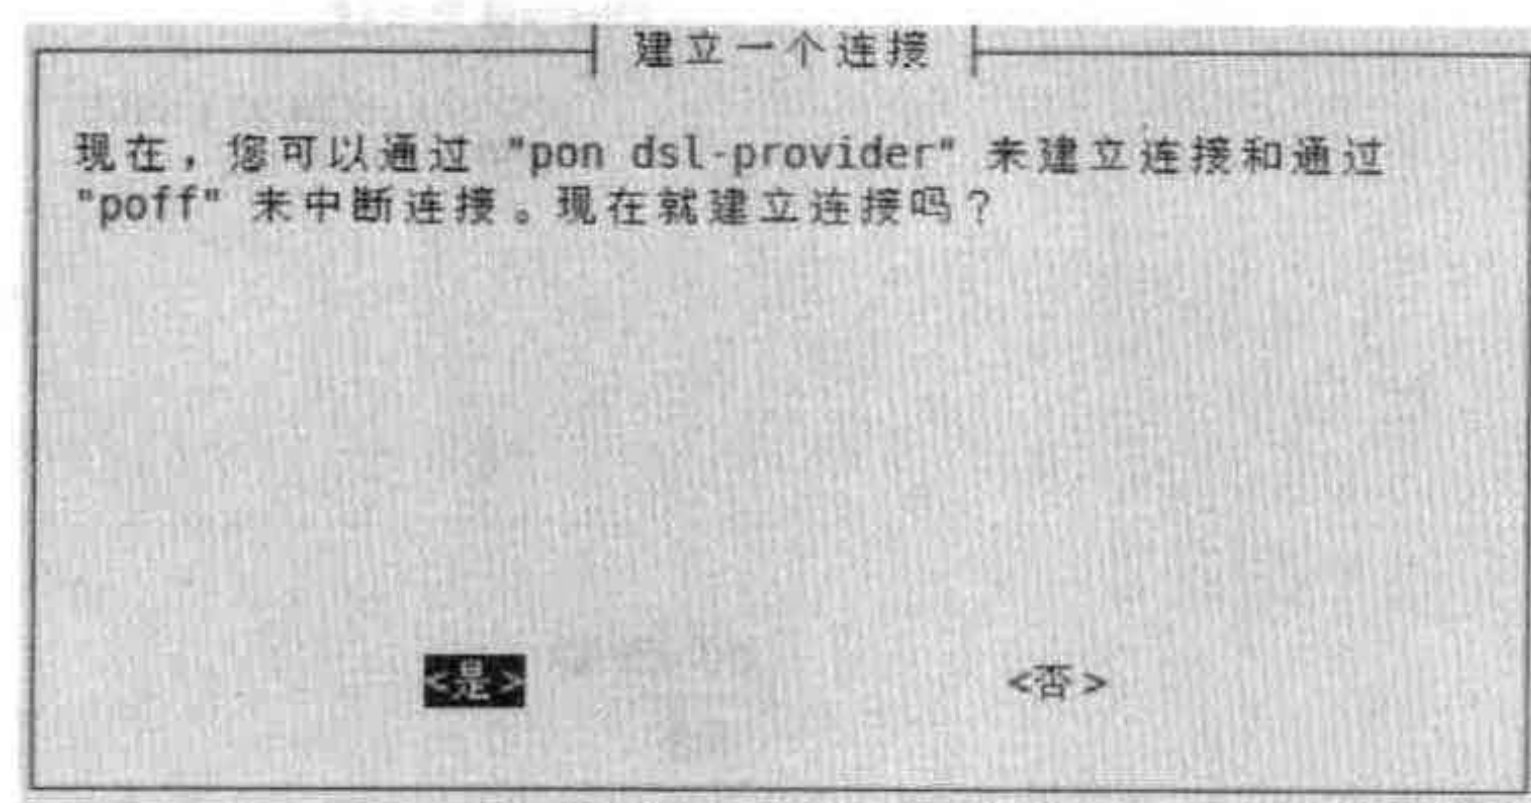 建立一个连接
现在，您可以通过 "pon dsl-provider" 来建立连接和通过
"poff" 来中断连接。现在就建立连接吗？
<是>
<否>